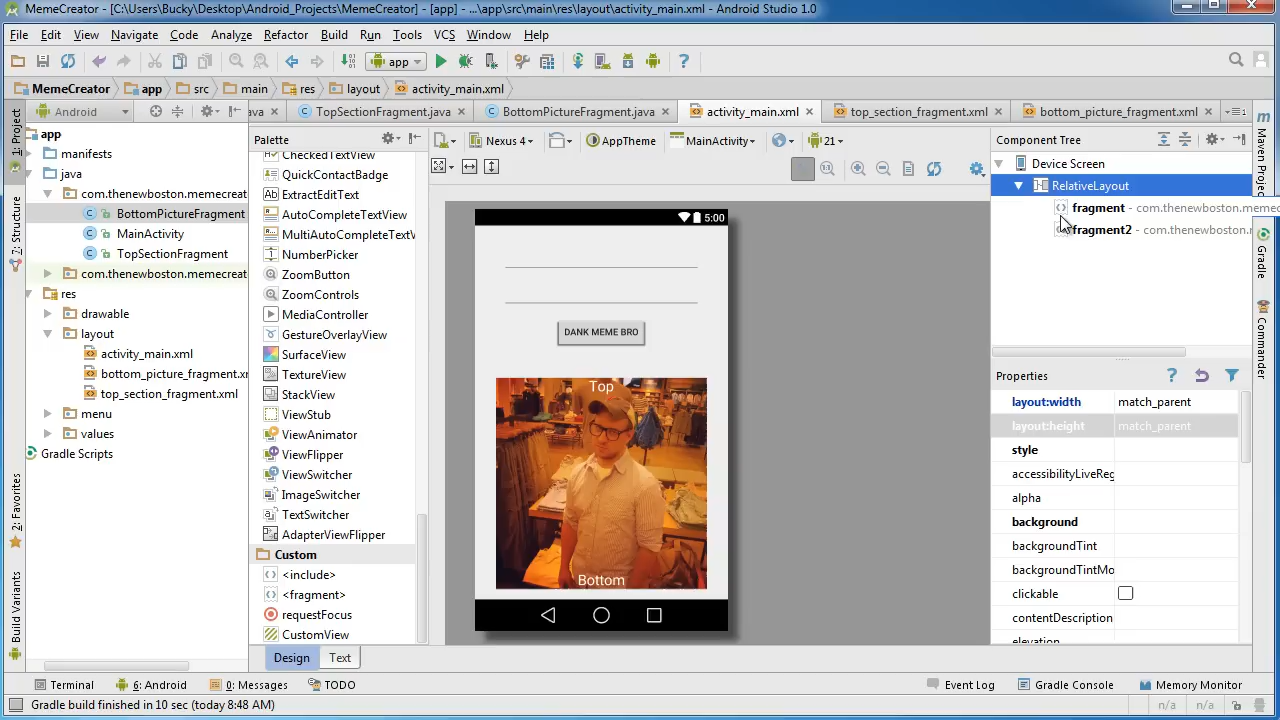 MemeCreator - [C:\Users\Bucky\Desktop\Android_Projects\MemeCreator] - [app] - ...\app\src\main\res\layout\activity_main.xml - Android Studio 1.0
File Edit View Navigate Code Analyze Refactor Build Run Tools VCS Window Help
app
MemeCreator app src main res layout activity_main.xml
Android
.java TopSectionFragment.java BottomPictureFragment.java activity_main.xml top_section_fragment.xml bottom_picture_fragment.xml
1: Project
2: Structure
2: Favorites
Build Variants
app
manifests
java
com.thenewboston.memecreat
BottomPictureFragment
MainActivity
TopSectionFragment
com.thenewboston.memecreat
res
drawable
layout
activity_main.xml
bottom_picture_fragment.xr
top_section_fragment.xml
menu
values
Gradle Scripts
Palette
CheckedTextView
QuickContactBadge
ExtractEditText
AutoCompleteTextView
MultiAutoCompleteTextV
NumberPicker
ZoomButton
ZoomControls
MediaController
GestureOverlayView
SurfaceView
TextureView
StackView
ViewStub
ViewAnimator
ViewFlipper
ViewSwitcher
ImageSwitcher
TextSwitcher
AdapterViewFlipper
Custom
<include>
<fragment>
requestFocus
CustomView
Design Text
Nexus 4 AppTheme MainActivity 21
5:00
DANK MEME BRO
Top
Bottom
Component Tree
Device Screen
RelativeLayout
fragment - com.thenewboston.memec
fragment2 - com.thenewboston.
Properties
layout:width match_parent
layout:height match_parent
style
accessibilityLiveReg
alpha
background
backgroundTint
backgroundTintMo
clickable
contentDescription
elevation
Maven Proje
Gradle
Commander
Terminal 6: Android 0: Messages TODO Event Log Gradle Console Memory Monitor
Gradle build finished in 10 sec (today 8:48 AM) n/a n/a